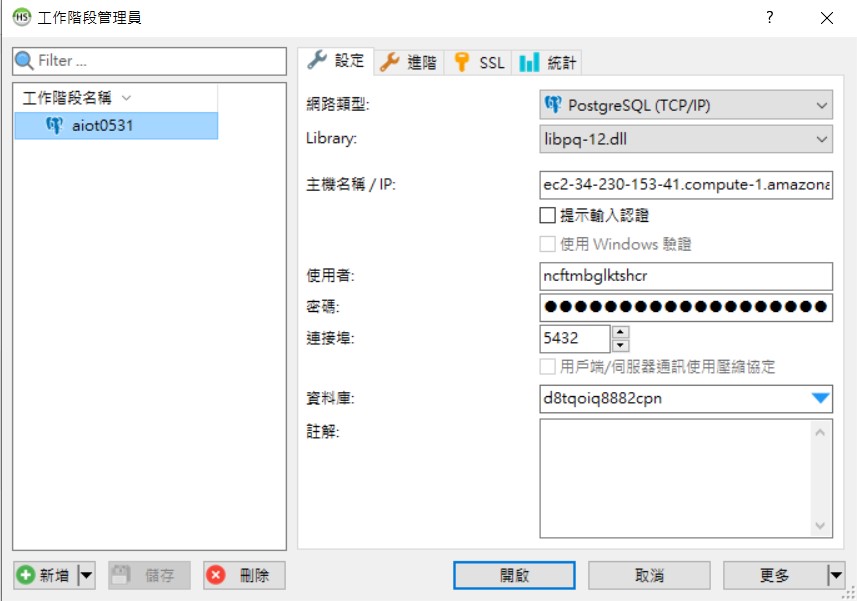 HS 工作階段管理員 ?
Filter ...
工作階段名稱
aiot0531
設定 進階 SSL 統計
網路類型: PostgreSQL (TCP/IP)
Library: libpq-12.dll
主機名稱 / IP: ec2-34-230-153-41.compute-1.amazona
提示輸入認證
使用 Windows 驗證
使用者: ncftmbglktshcr
密碼: ●●●●●●●●●●●●●●●●●●●
連接埠: 5432
用戶端/伺服器通訊使用壓縮協定
資料庫: d8tqoiq8882cpn
註解:
新增 儲存 刪除 開啟 取消 更多